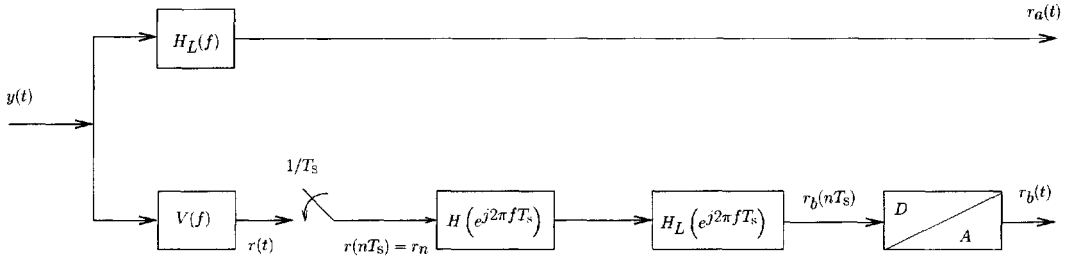 r_a(t)
H_L(f)
y(t)
1/T_s
V(f)
r(t)
r(nT_s) = r_n
H(e^{j2πfT_s})
H_L(e^{j2πfT_s})
r_b(nT_s)
D
A
r_b(t)